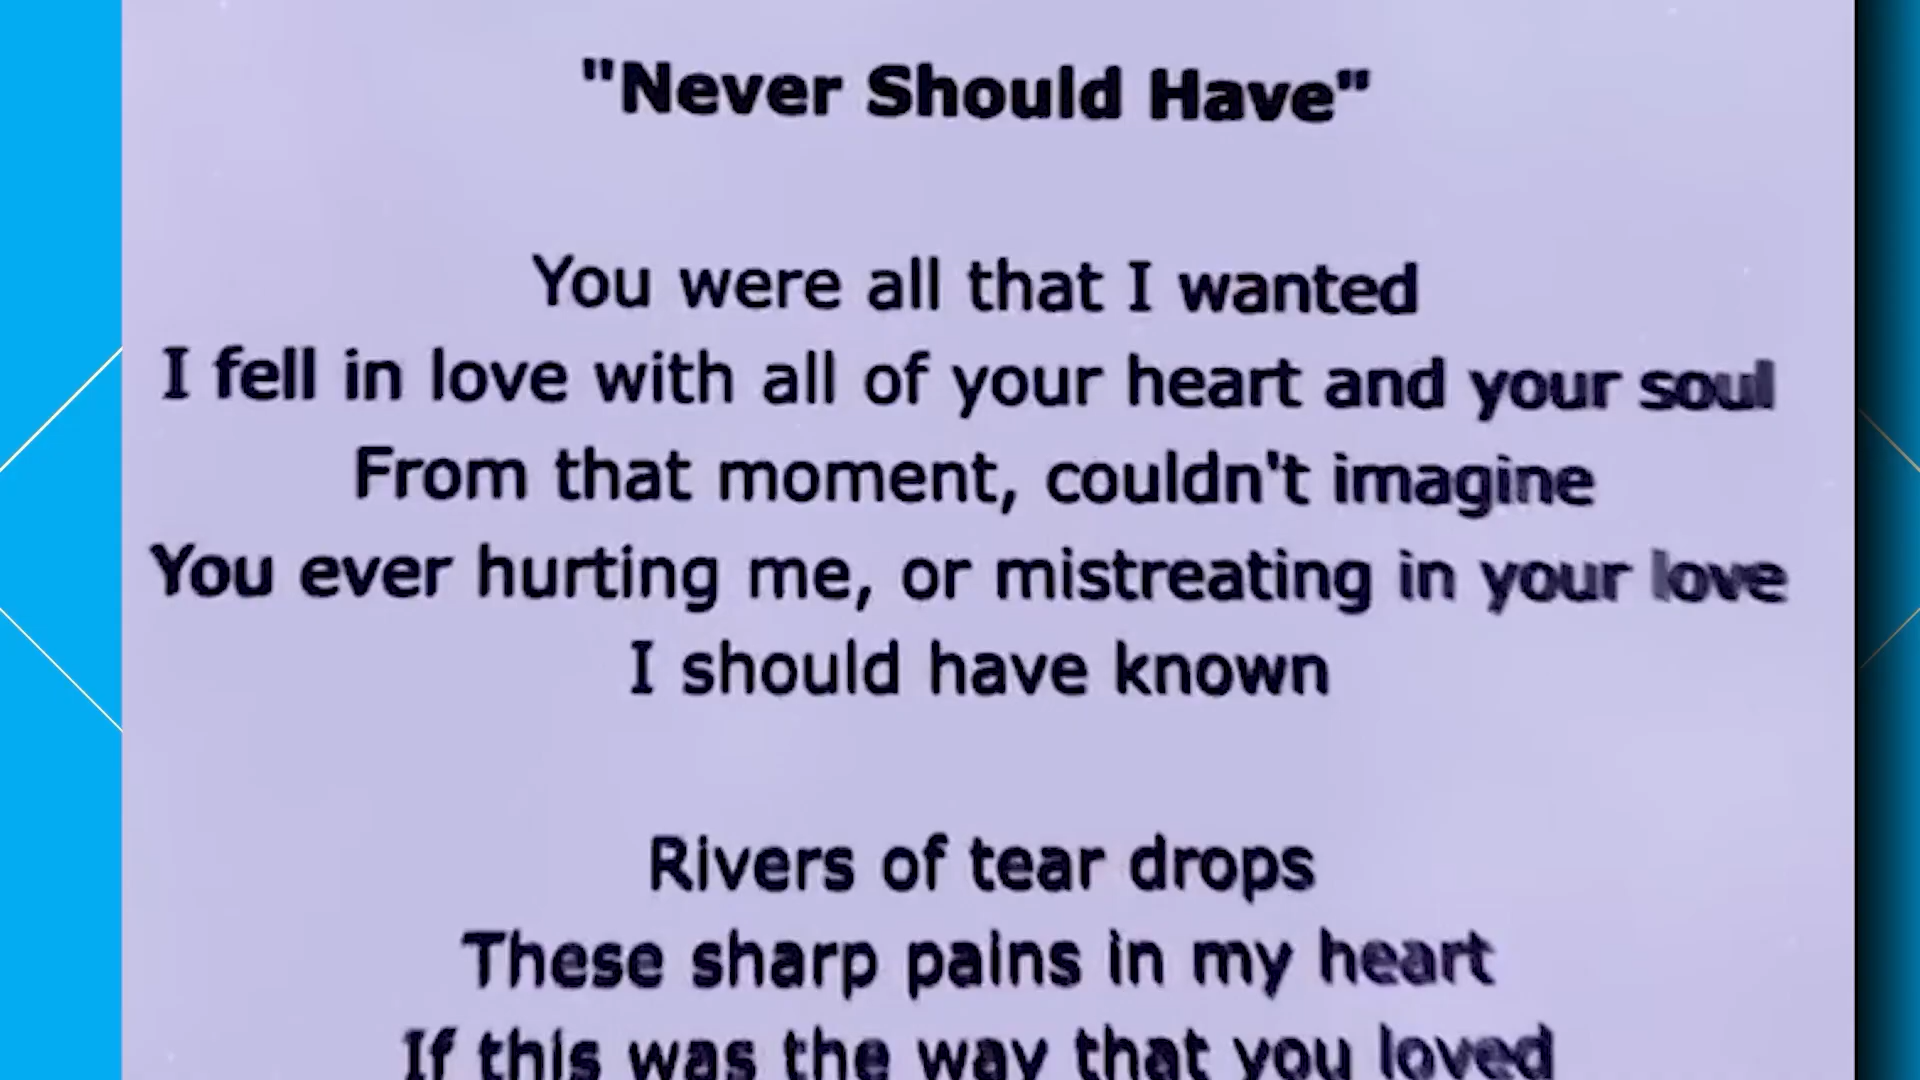 "Never Should Have"
You were all that I wanted
I fell in love with all of your heart and your soul
From that moment, couldn't imagine
You ever hurting me, or mistreating in your love
I should have known
Rivers of tear drops
These sharp pains in my heart
If this was the way that you loved